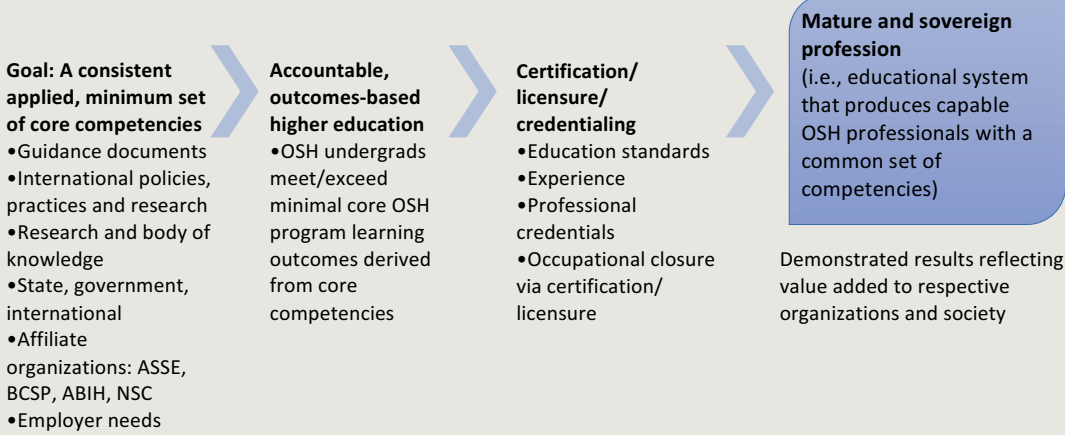 Goal: A consistent
applied, minimum set
of core competencies
•Guidance documents
•International policies,
practices and research
•Research and body of
knowledge
•State, government,
international
•Affiliate
organizations: ASSE,
BCSP, ABIH, NSC
•Employer needs
Accountable,
outcomes-based
higher education
•OSH undergrads
meet/exceed
minimal core OSH
program learning
outcomes derived
from core
competencies
Certification/
licensure/
credentialing
•Education standards
•Experience
•Professional
credentials
•Occupational closure
via certification/
licensure
Mature and sovereign
profession
(i.e., educational system
that produces capable
OSH professionals with a
common set of
competencies)
Demonstrated results reflecting
value added to respective
organizations and society